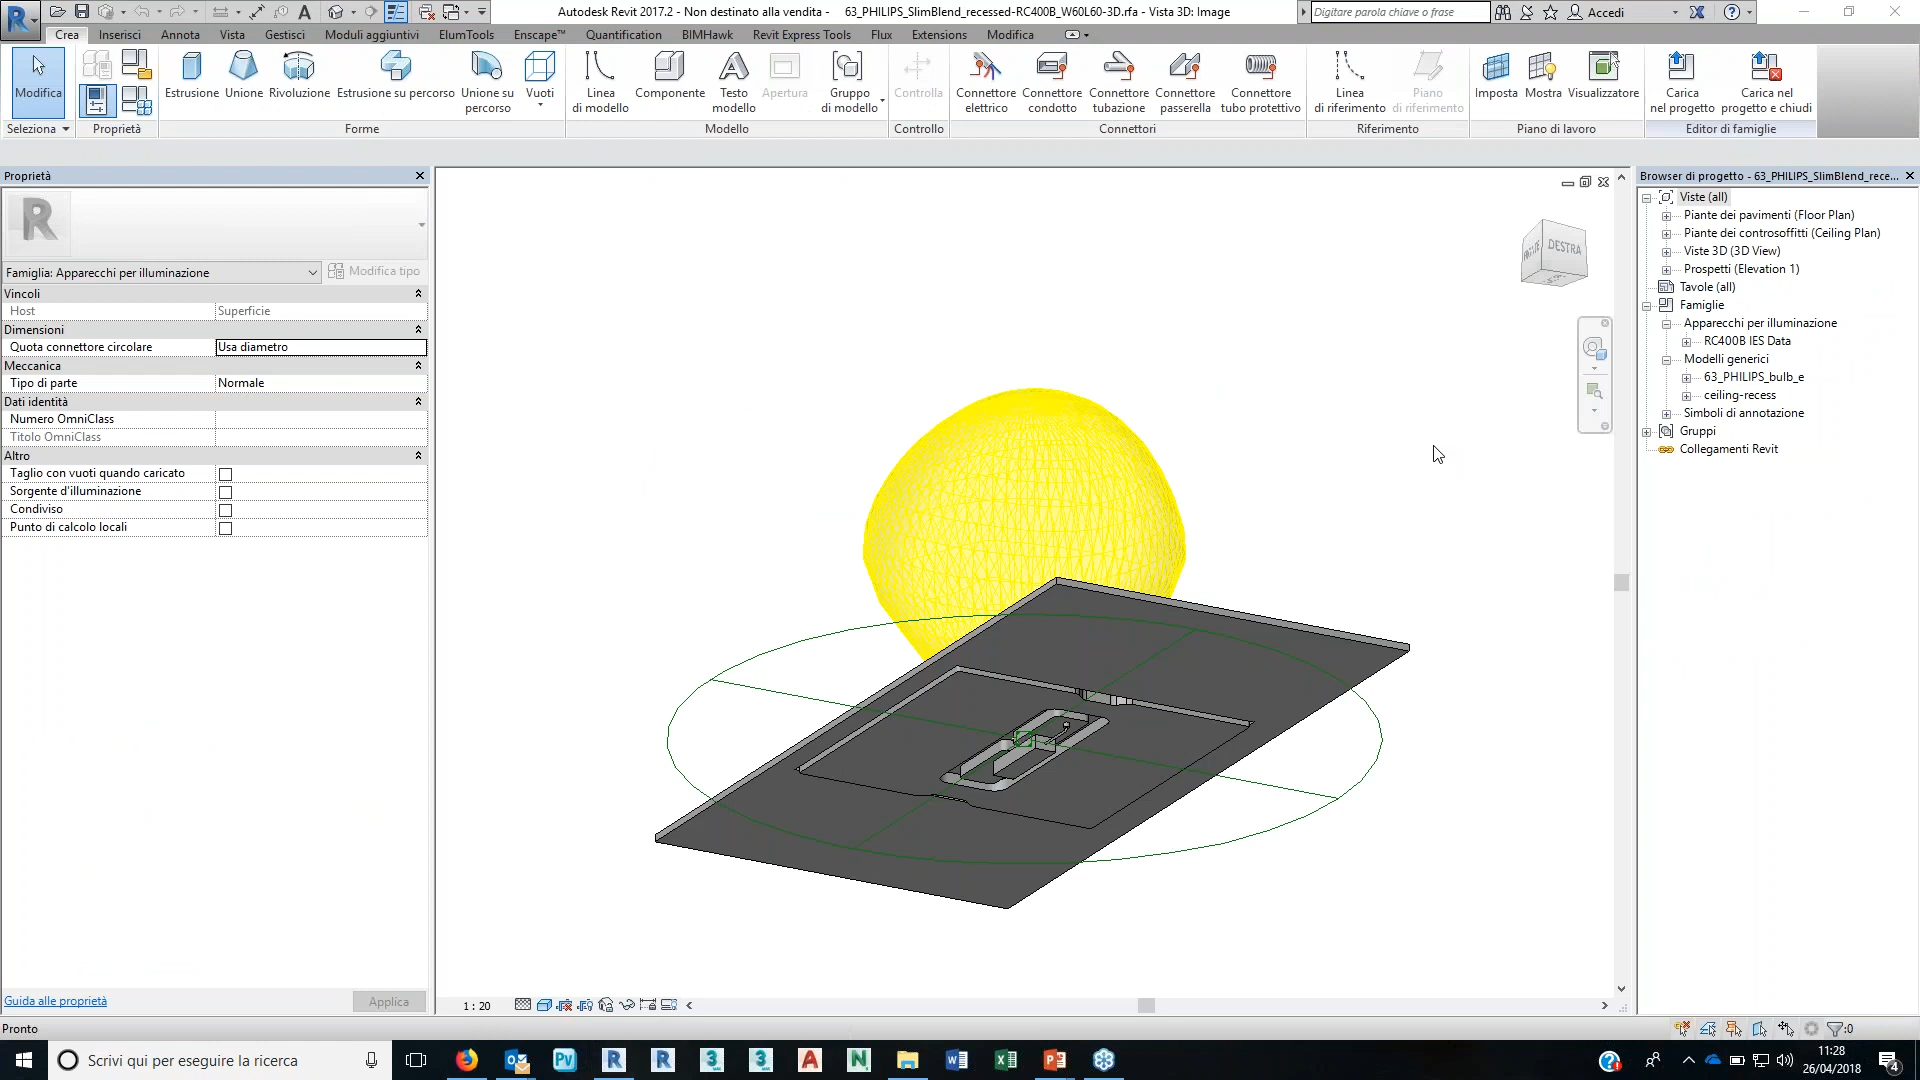 Autodesk Revit 2017.2 - Non destinato alla vendita - 63_PHILIPS_SlimBlend_recessed-RC400B_W60L60-3D.rfa - Vista 3D: Image
Digitare parola chiave o frase
Accedi
Crea Inserisci Annota Vista Gestisci Moduli aggiuntivi ElumTools Enscape™ Quantification BIMHawk Revit Express Tools Flux Extensions Modifica
Modifica
Estrusione
Unione
Rivoluzione
Estrusione su percorso
Unione su
percorso
Vuoti
Linea
di modello
Componente
Testo
modello
Apertura
Gruppo
di modello
Controlla
Connettore
elettrico
Connettore
condotto
Connettore
tubazione
Connettore
passerella
Connettore
tubo protettivo
Linea
di riferimento
Piano
di riferimento
Imposta
Mostra
Visualizzatore
Carica
nel progetto
Carica nel
progetto e chiudi
Seleziona Proprietà Forme Modello Controllo Connettori Riferimento Piano di lavoro Editor di famiglie
Proprietà
Famiglia: Apparecchi per illuminazione
Modifica tipo
Vincoli
Host Superficie
Dimensioni
Quota connettore circolare Usa diametro
Meccanica
Tipo di parte Normale
Dati identità
Numero OmniClass
Titolo OmniClass
Altro
Taglio con vuoti quando caricato
Sorgente d'illuminazione
Condiviso
Punto di calcolo locali
Guida alle proprietà
Applica
DESTRA
Browser di progetto - 63_PHILIPS_SlimBlend_rece...
Viste (all)
Piante dei pavimenti (Floor Plan)
Piante dei controsoffitti (Ceiling Plan)
Viste 3D (3D View)
Prospetti (Elevation 1)
Tavole (all)
Famiglie
Apparecchi per illuminazione
RC400B IES Data
Modelli generici
63_PHILIPS_bulb_e
ceiling-recess
Simboli di annotazione
Gruppi
Collegamenti Revit
1 : 20
Pronto
:0
Scrivi qui per eseguire la ricerca
11:28
26/04/2018
4